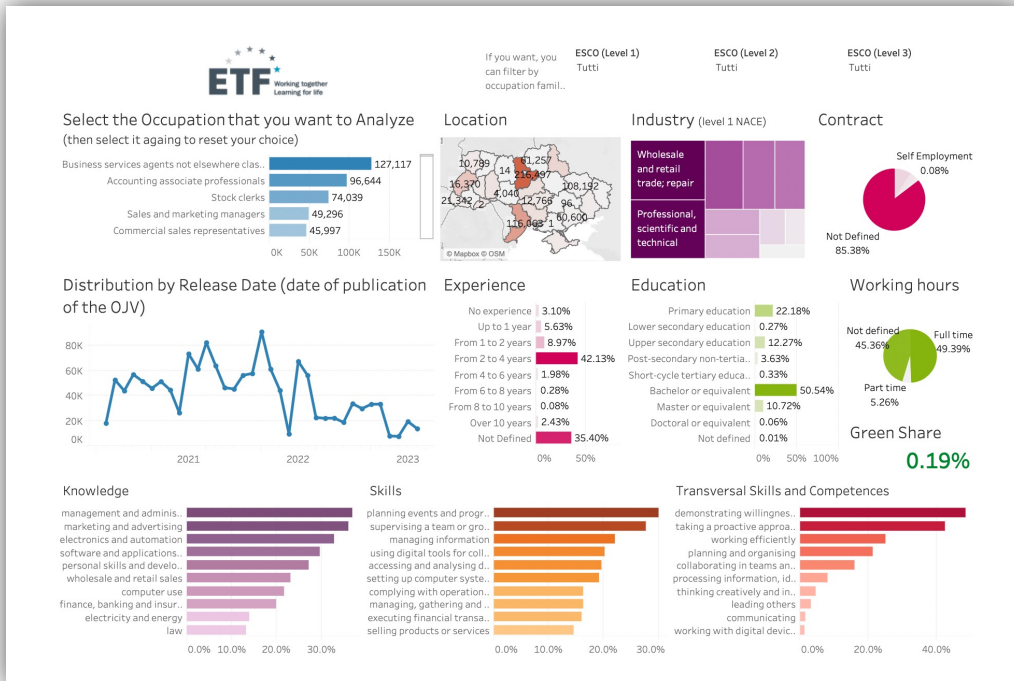 ETF Working together
Learning for life
If you want, you
can filter by
occupation famil..
ESCO (Level 1)
Tutti
ESCO (Level 2)
Tutti
ESCO (Level 3)
Tutti
Select the Occupation that you want to Analyze
(then select it againg to reset your choice)
Business services agents not elsewhere clas.. 127,117
Accounting associate professionals 96,644
Stock clerks 74,039
Sales and marketing managers 49,296
Commercial sales representatives 45,997
0K 50K 100K 150K
Location
10,789
14
61,257
216,497
16,370
4,040
108,192
21,342
2
12,766
96
116,063
1
60,600
© Mapbox © OSM
Industry (level 1 NACE)
Wholesale
and retail
trade; repair
Professional,
scientific and
technical
Contract
Self Employment
0.08%
Not Defined
85.38%
Distribution by Release Date (date of publication
of the OJV)
80K
60K
40K
20K
0K
2021 2022 2023
Experience
No experience 3.10%
Up to 1 year 5.63%
From 1 to 2 years 8.97%
From 2 to 4 years 42.13%
From 4 to 6 years 1.98%
From 6 to 8 years 0.28%
From 8 to 10 years 0.08%
Over 10 years 2.43%
Not Defined 35.40%
0% 50%
Education
Primary education 22.18%
Lower secondary education 0.27%
Upper secondary education 12.27%
Post-secondary non-tertia.. 3.63%
Short-cycle tertiary educa.. 0.33%
Bachelor or equivalent 50.54%
Master or equivalent 10.72%
Doctoral or equivalent 0.06%
Not defined 0.01%
0% 50% 100%
Working hours
Not defined
45.36%
Full time
49.39%
Part time
5.26%
Green Share
0.19%
Knowledge
management and adminis..
marketing and advertising
electronics and automation
software and applications..
personal skills and develo..
wholesale and retail sales
computer use
finance, banking and insur..
electricity and energy
law
0.0% 10.0% 20.0% 30.0%
Skills
planning events and progr..
supervising a team or gro..
managing information
using digital tools for coll..
accessing and analysing d..
setting up computer syste..
complying with operation..
managing, gathering and ..
executing financial transa..
selling products or services
0.0% 10.0% 20.0% 30.0%
Transversal Skills and Competences
demonstrating willingnes..
taking a proactive approa..
working efficiently
planning and organising
collaborating in teams an..
processing information, id..
thinking creatively and in..
leading others
communicating
working with digital devic..
0.0% 20.0% 40.0%